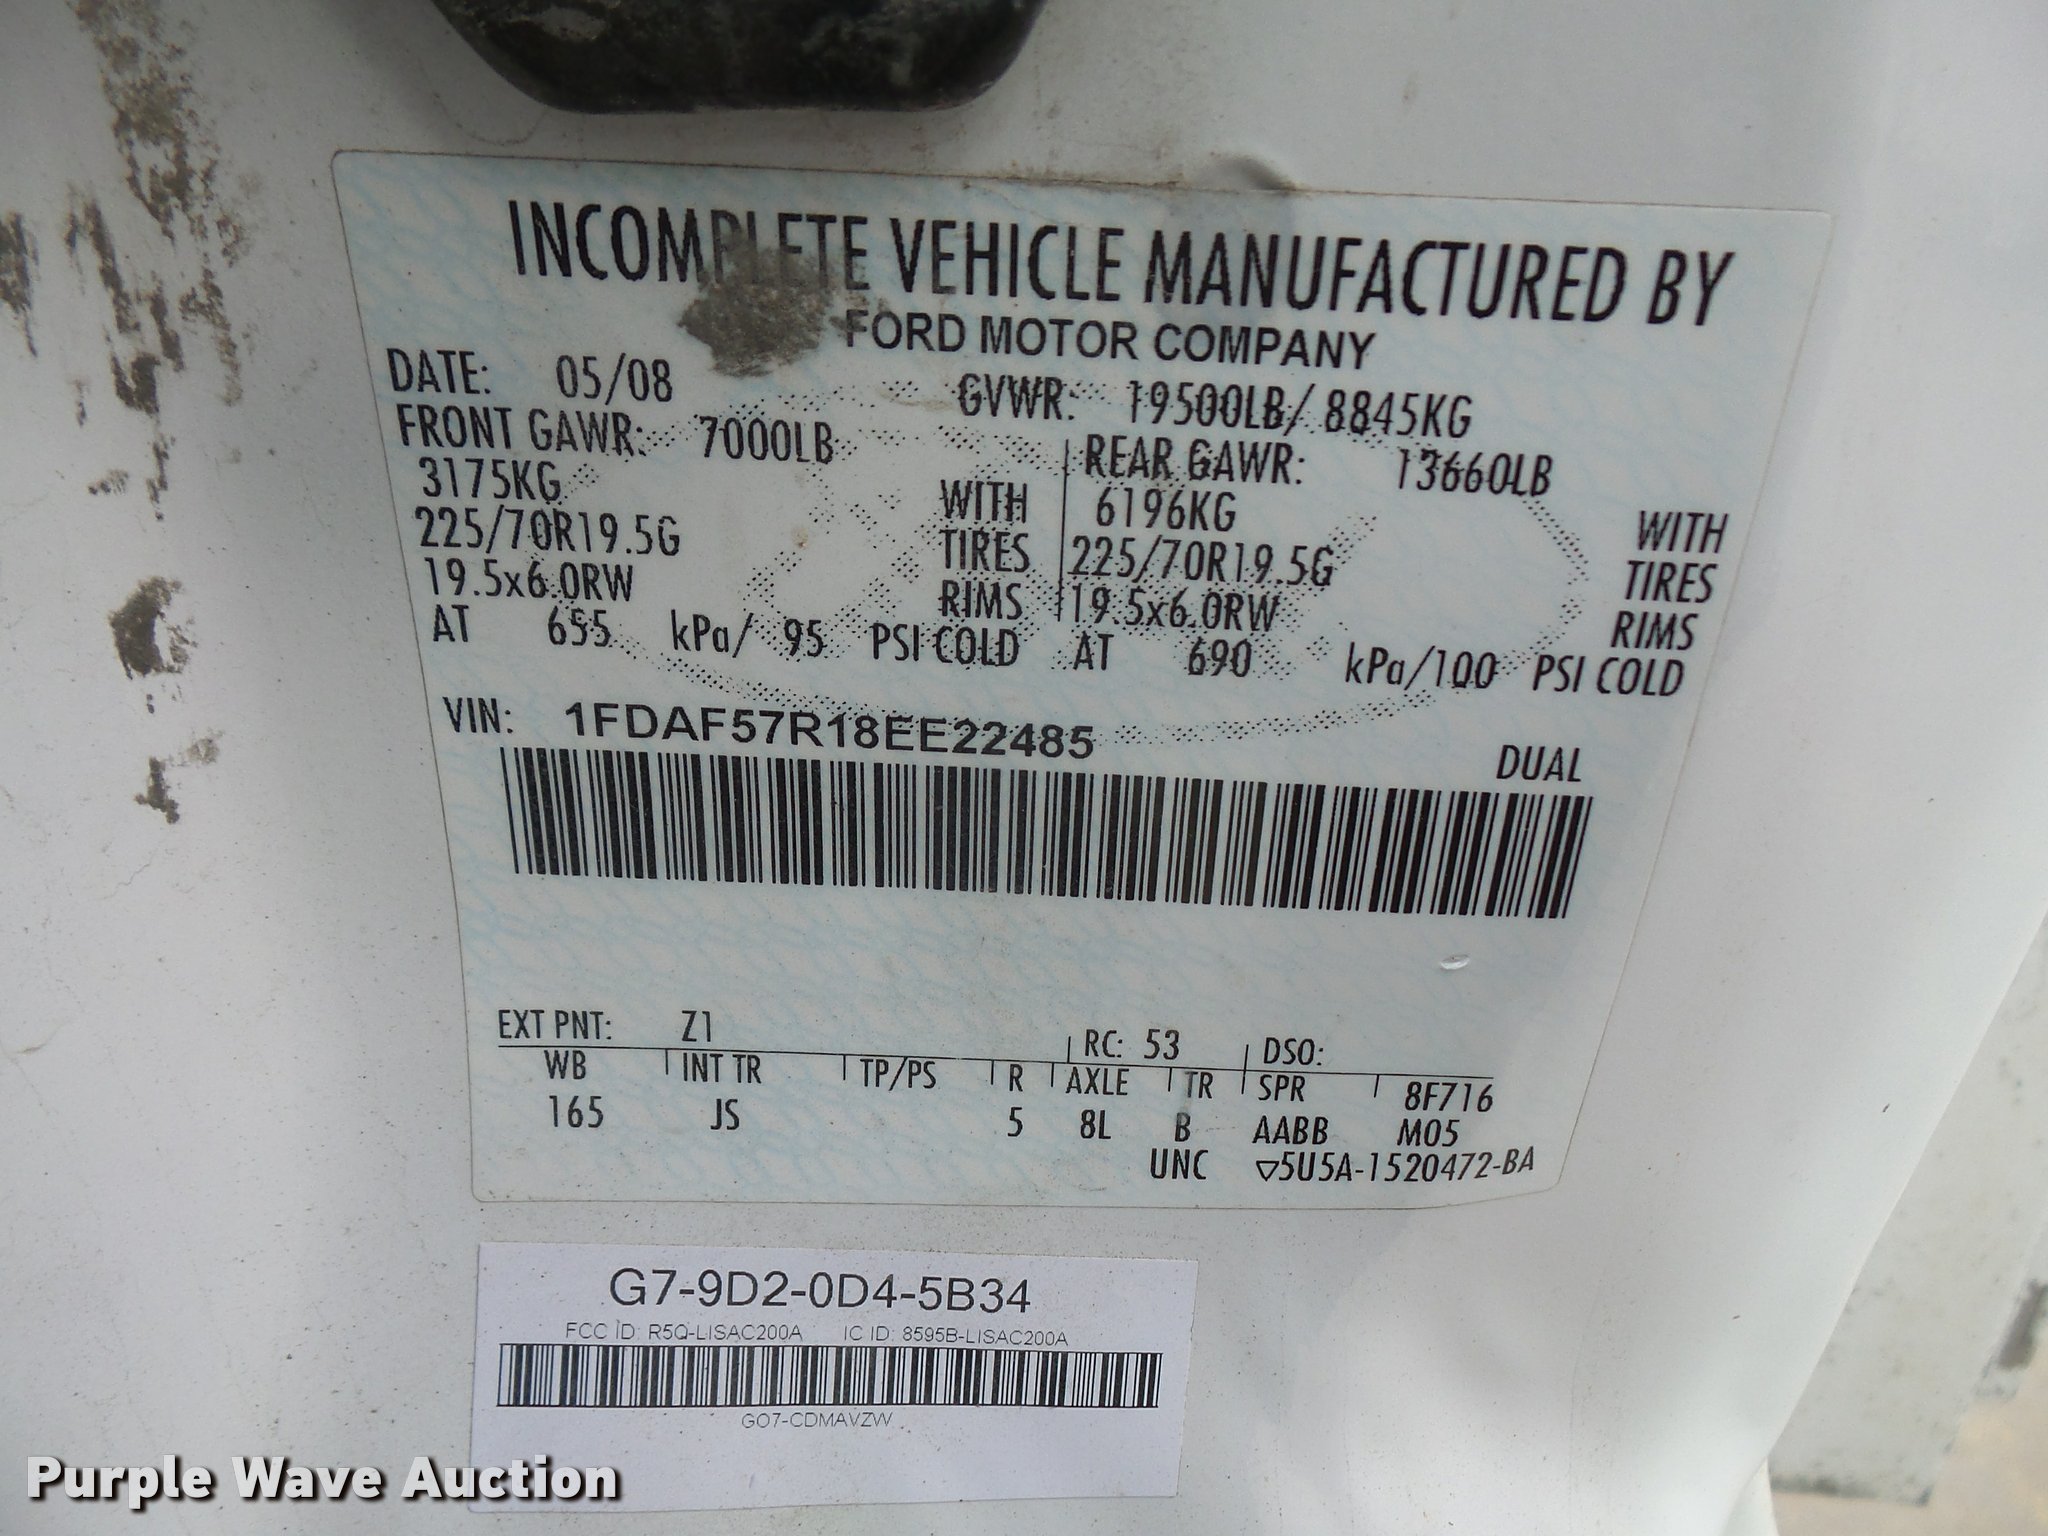 INCOMPLETE VEHICLE MANUFACTURED BY
FORD MOTOR COMPANY
DATE: 05/08 GVWR: 19500LB/ 8845KG
FRONT GAWR: 7000LB REAR GAWR: 13660LB
3175KG WITH 6196KG WITH
225/70R19.5G TIRES 225/70R19.5G TIRES
19.5x6.0RW RIMS 19.5x6.0RW RIMS
AT 655 kPa/ 95 PSI COLD AT 690 kPa/100 PSI COLD
VIN: 1FDAF57R18EE22485
DUAL
EXT PNT: Z1 RC: 53 DSO:
WB INT TR TP/PS R AXLE TR SPR 8F716
165 JS 5 8L B AABB M05
UNC ▽5U5A-1520472-BA
G7-9D2-0D4-5B34
FCC ID: R5Q-LISAC200A IC ID: 8595B-LISAC200A
GO7-CDMAVZW
Purple Wave Auction